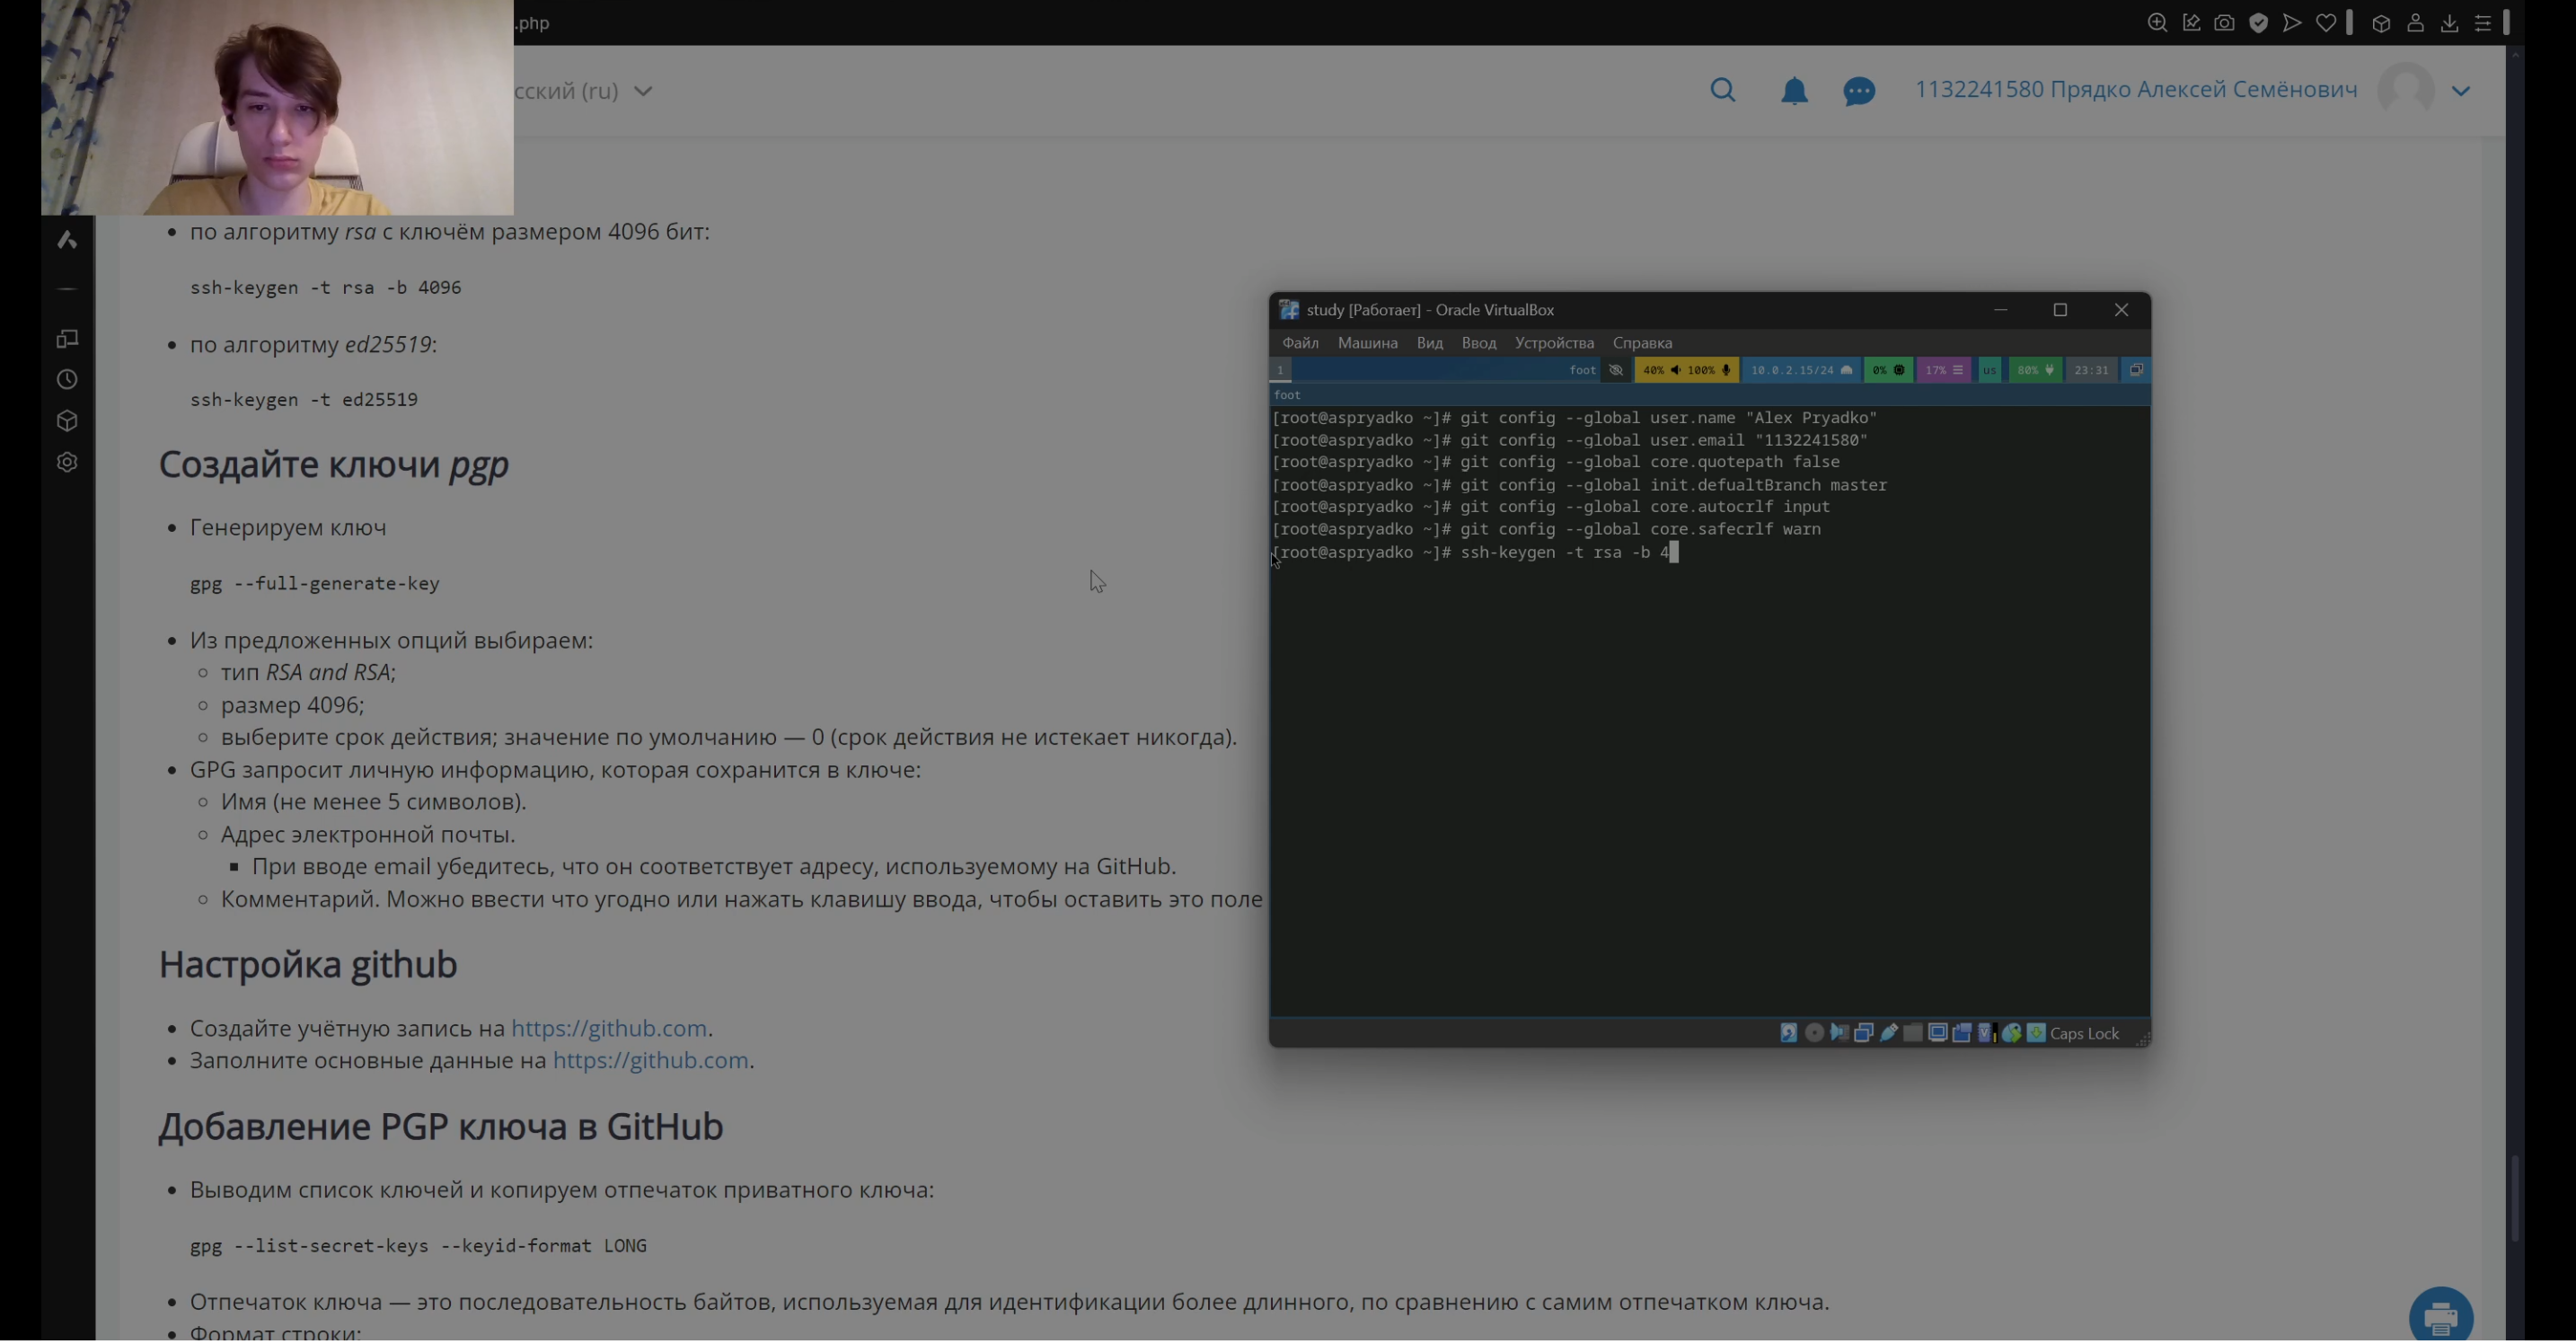 .php
сский (ru)
1132241580 Прядко Алексей Семёнович
по алгоритму rsa с ключём размером 4096 бит:
ssh-keygen -t rsa -b 4096
по алгоритму ed25519:
ssh-keygen -t ed25519
Создайте ключи pgp
Генерируем ключ
gpg --full-generate-key
Из предложенных опций выбираем:
тип RSA and RSA;
размер 4096;
выберите срок действия; значение по умолчанию — 0 (срок действия не истекает никогда).
GPG запросит личную информацию, которая сохранится в ключе:
Имя (не менее 5 символов).
Адрес электронной почты.
При вводе email убедитесь, что он соответствует адресу, используемому на GitHub.
Комментарий. Можно ввести что угодно или нажать клавишу ввода, чтобы оставить это поле
Настройка github
Создайте учётную запись на https://github.com.
Заполните основные данные на https://github.com.
Добавление PGP ключа в GitHub
Выводим список ключей и копируем отпечаток приватного ключа:
gpg --list-secret-keys --keyid-format LONG
Отпечаток ключа — это последовательность байтов, используемая для идентификации более длинного, по сравнению с самим отпечатком ключа.
Формат строки:
study [Работает] - Oracle VirtualBox
Файл Машина Вид Ввод Устройства Справка
1 foot 40% 100% 10.0.2.15/24 0% 17% us 80% 23:31
foot
[root@aspryadko ~]# git config --global user.name "Alex Pryadko"
[root@aspryadko ~]# git config --global user.email "1132241580"
[root@aspryadko ~]# git config --global core.quotepath false
[root@aspryadko ~]# git config --global init.defualtBranch master
[root@aspryadko ~]# git config --global core.autocrlf input
[root@aspryadko ~]# git config --global core.safecrlf warn
[root@aspryadko ~]# ssh-keygen -t rsa -b 4
Caps Lock